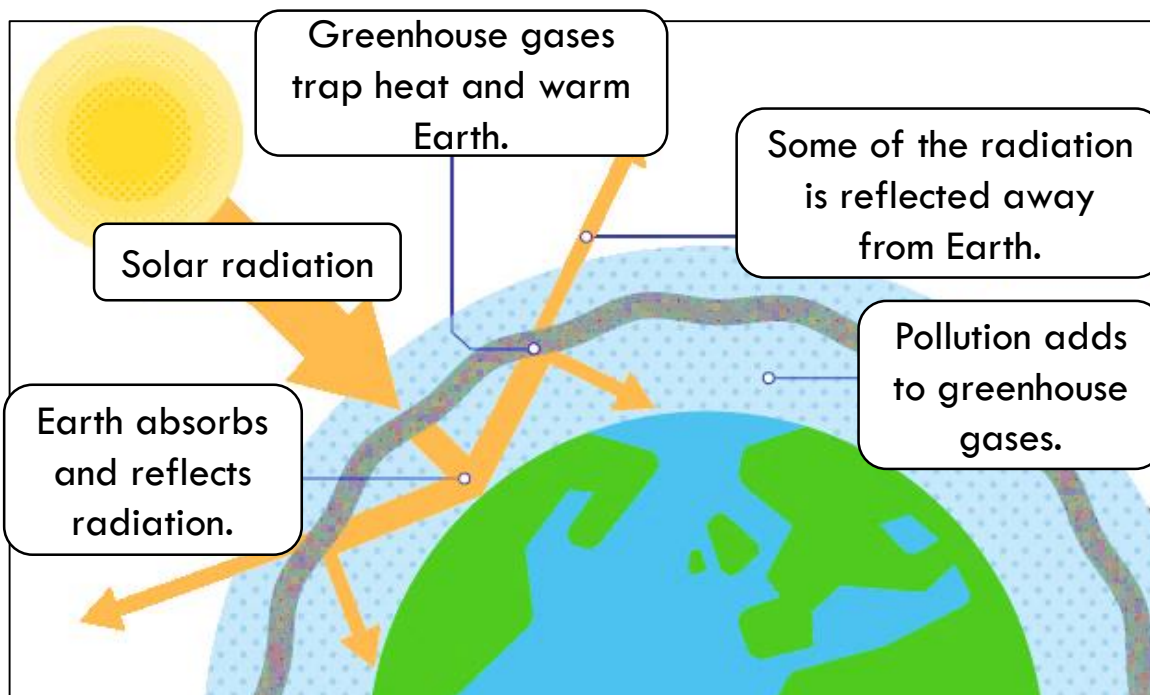 Greenhouse gases
trap heat and warm
Earth.
Some of the radiation
is reflected away
from Earth.
Solar radiation
Pollution adds
to greenhouse
gases.
Earth absorbs
and reflects
radiation.